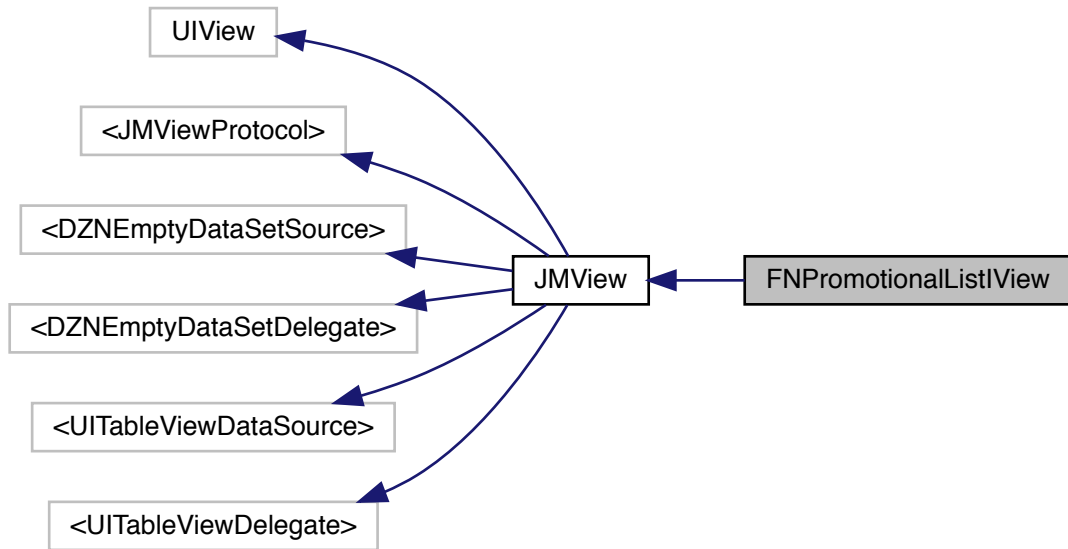 UIView
<JMViewProtocol>
<DZNEmptyDataSetSource>
<DZNEmptyDataSetDelegate>
<UITableViewDataSource>
<UITableViewDelegate>
JMView
FNPromotionalListIView